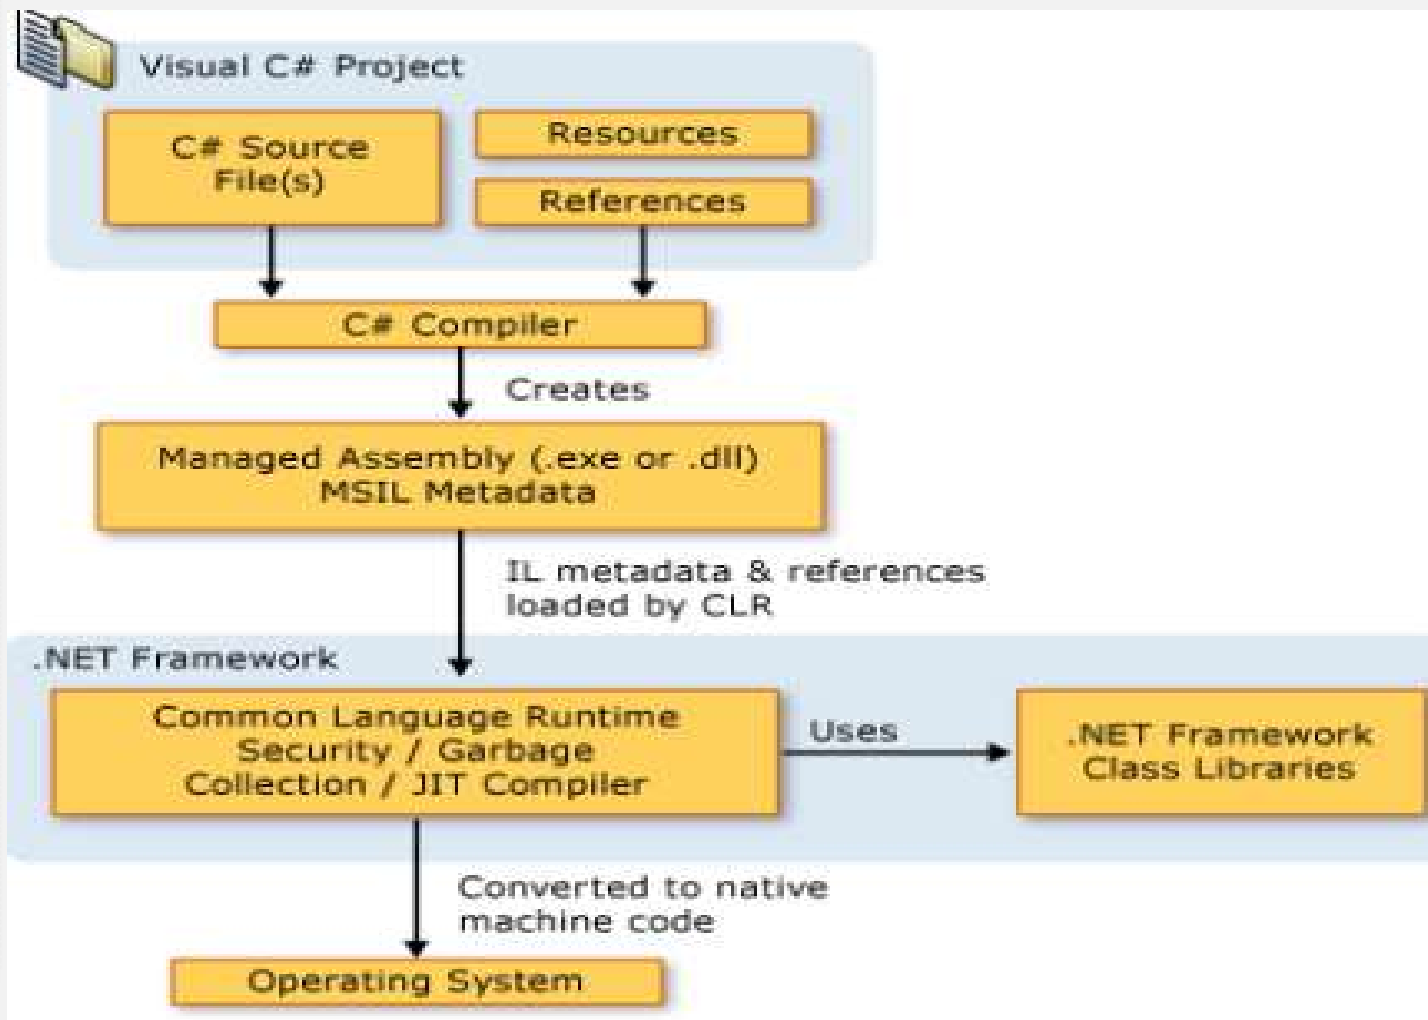 Visual C# Project
C# Source
File(s)
Resources
References
C# Compiler
Creates
Managed Assembly (.exe or .dll)
MSIL Metadata
IL metadata & references
loaded by CLR
.NET Framework
Common Language Runtime
Security / Garbage
Collection / JIT Compiler
Uses
.NET Framework
Class Libraries
Converted to native
machine code
Operating System